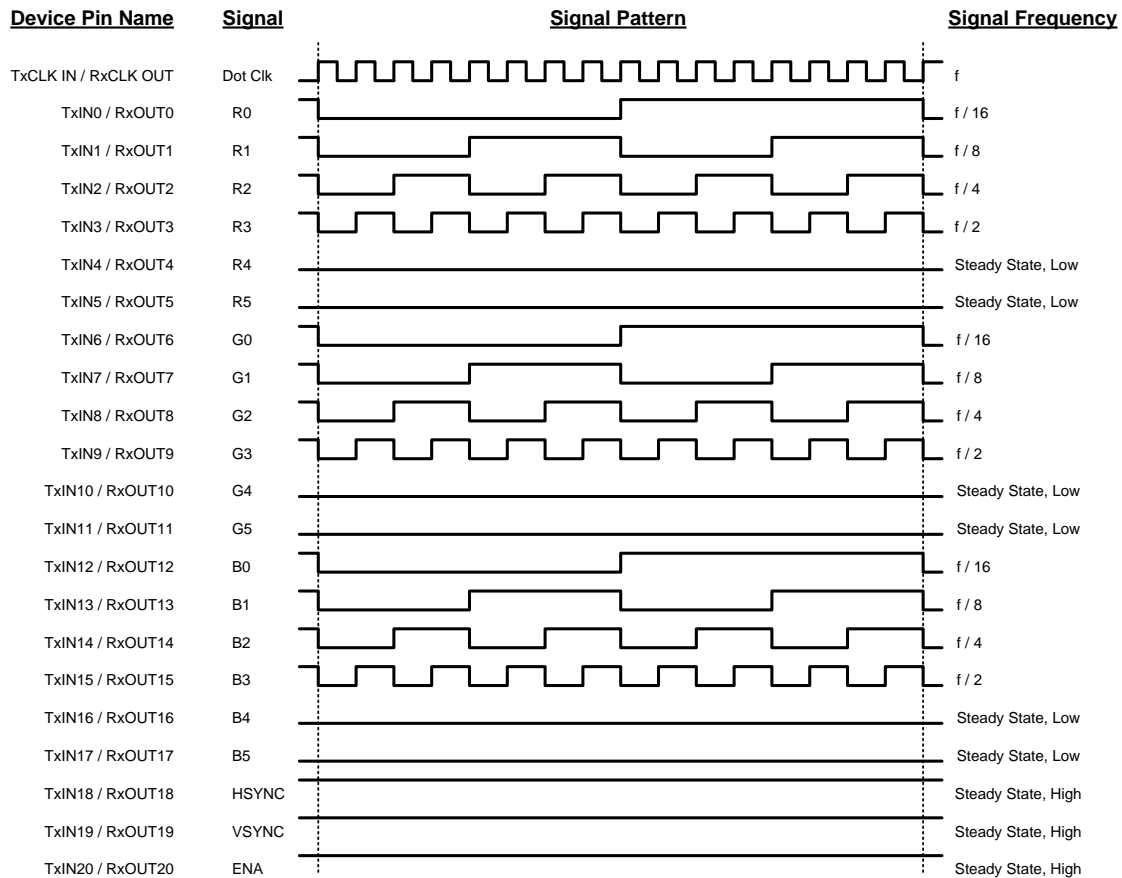 Device Pin Name Signal Signal Pattern Signal Frequency
TxCLK IN / RxCLK OUT Dot Clk f
TxIN0 / RxOUT0 R0 f / 16
TxIN1 / RxOUT1 R1 f / 8
TxIN2 / RxOUT2 R2 f / 4
TxIN3 / RxOUT3 R3 f / 2
TxIN4 / RxOUT4 R4 Steady State, Low
TxIN5 / RxOUT5 R5 Steady State, Low
TxIN6 / RxOUT6 G0 f / 16
TxIN7 / RxOUT7 G1 f / 8
TxIN8 / RxOUT8 G2 f / 4
TxIN9 / RxOUT9 G3 f / 2
TxIN10 / RxOUT10 G4 Steady State, Low
TxIN11 / RxOUT11 G5 Steady State, Low
TxIN12 / RxOUT12 B0 f / 16
TxIN13 / RxOUT13 B1 f / 8
TxIN14 / RxOUT14 B2 f / 4
TxIN15 / RxOUT15 B3 f / 2
TxIN16 / RxOUT16 B4 Steady State, Low
TxIN17 / RxOUT17 B5 Steady State, Low
TxIN18 / RxOUT18 HSYNC Steady State, High
TxIN19 / RxOUT19 VSYNC Steady State, High
TxIN20 / RxOUT20 ENA Steady State, High